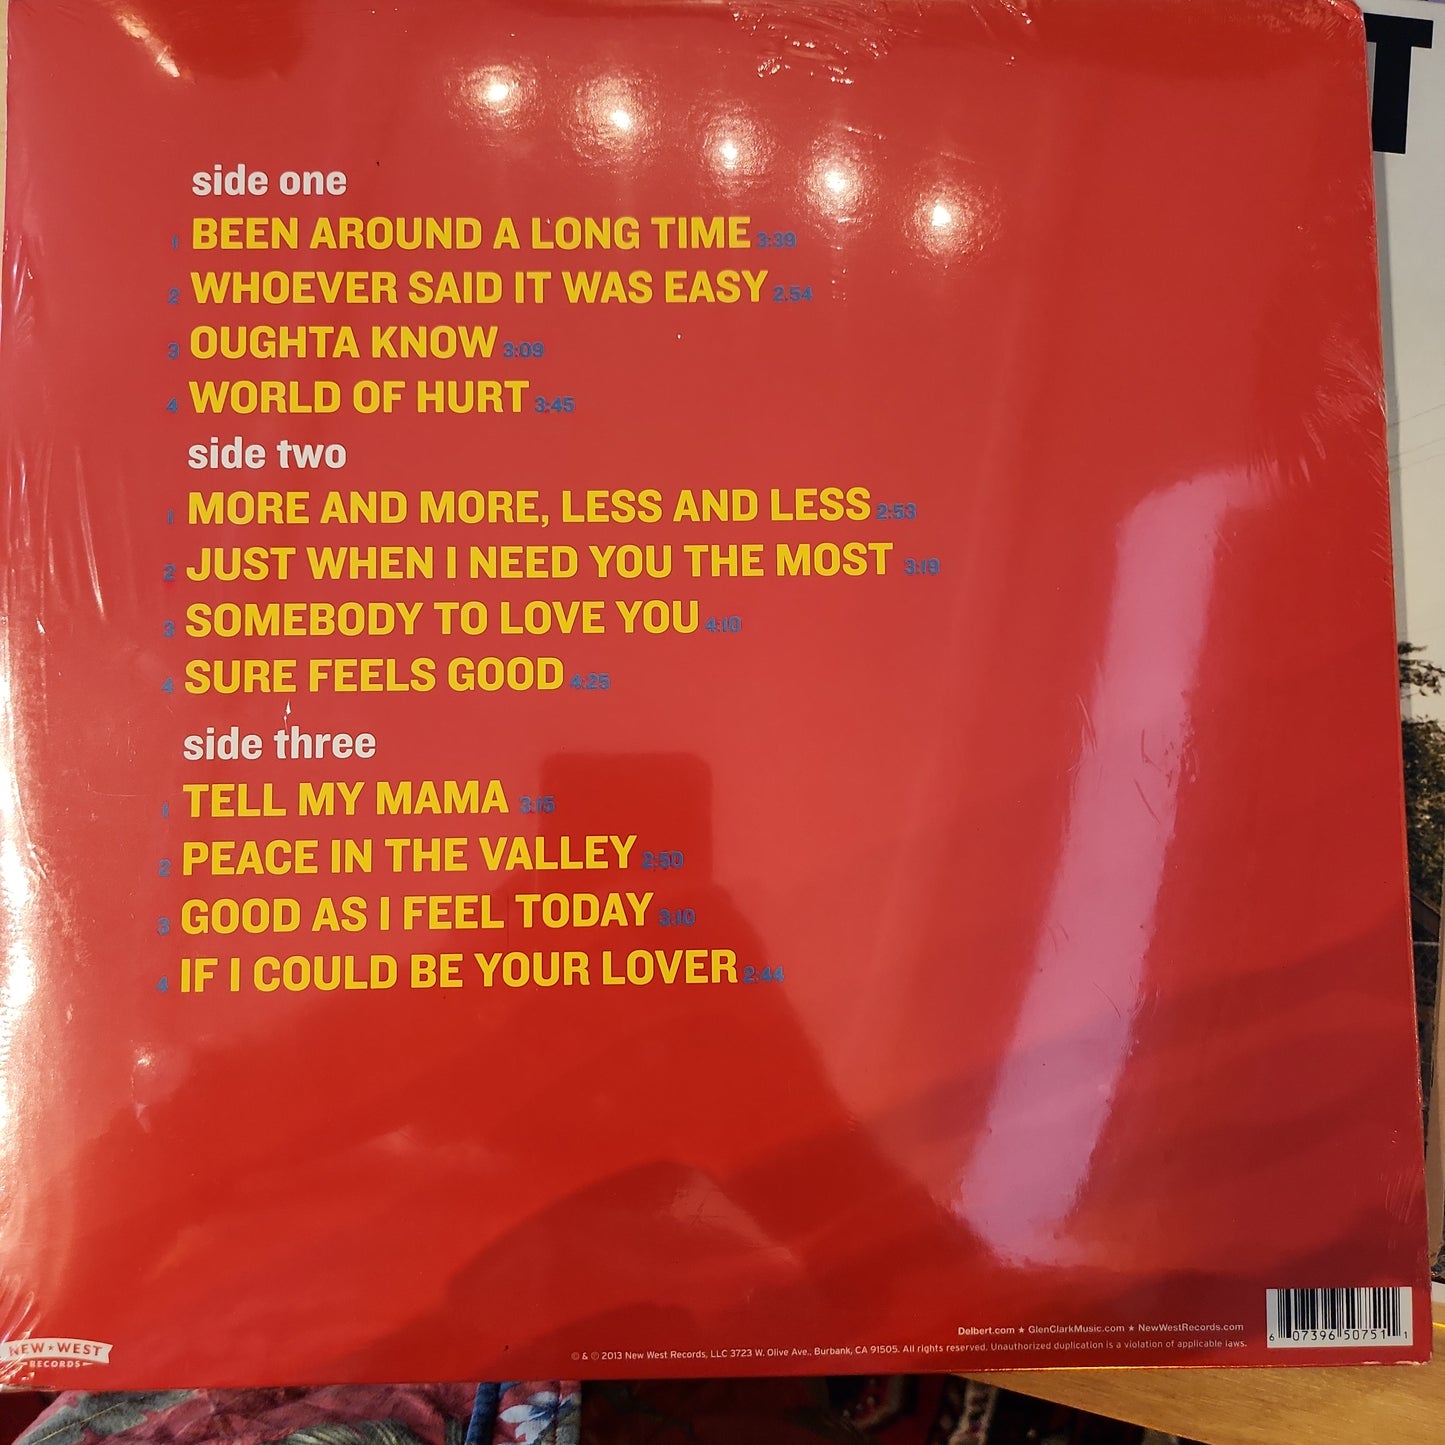 T
side one
1 BEEN AROUND A LONG TIME 3:39
2 WHOEVER SAID IT WAS EASY 2.54
3 OUGHTA KNOW 3:09
4 WORLD OF HURT 3:45
side two
1 MORE AND MORE, LESS AND LESS 2:53
2 JUST WHEN I NEED YOU THE MOST 3:19
3 SOMEBODY TO LOVE YOU 4:10
4 SURE FEELS GOOD 4:25
side three
1 TELL MY MAMA 3:15
2 PEACE IN THE VALLEY 2:50
3 GOOD AS I FEEL TODAY 3:10
4 IF I COULD BE YOUR LOVER 2:44
NEW ★ WEST
RECORDS
Delbert.com ★ GlenClarkMusic.com ★ NewWestRecords.com
© & ℗ 2013 New West Records, LLC 3723 W. Olive Ave., Burbank, CA 91505. All rights reserved. Unauthorized duplication is a violation of applicable laws.
6 07396 50751 1